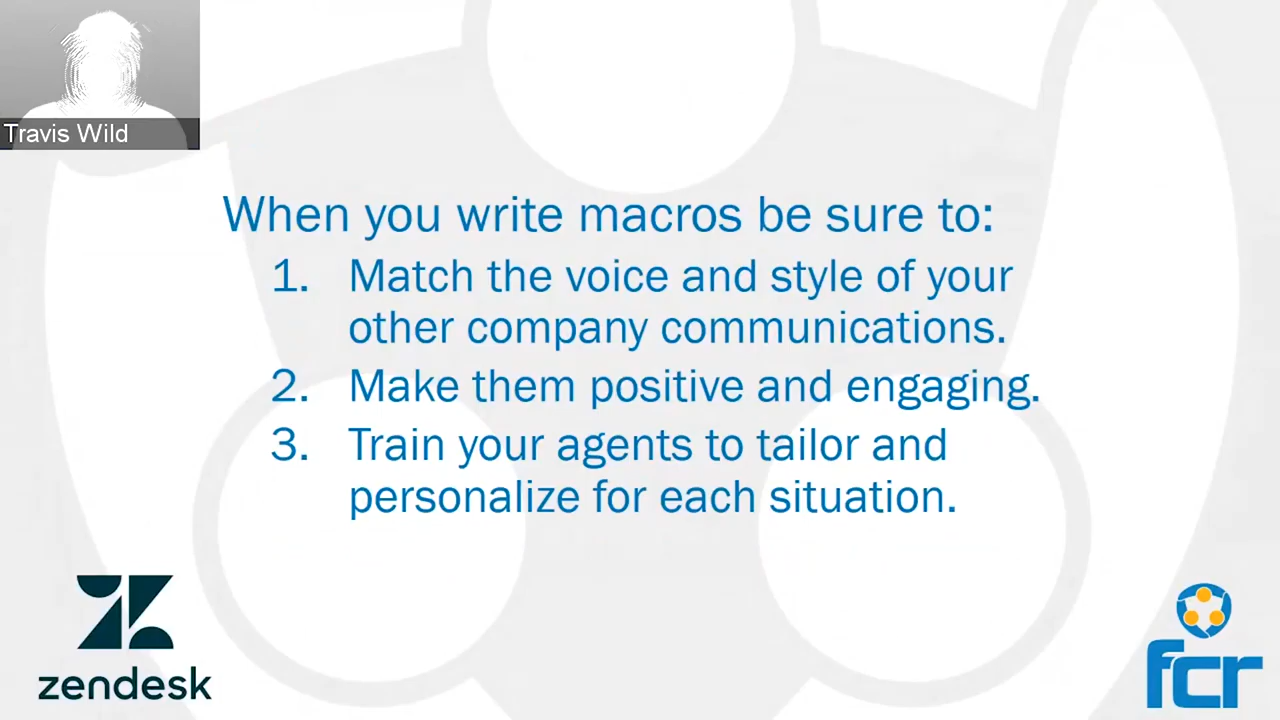 Travis Wild
When you write macros be sure to:
1. Match the voice and style of your
other company communications.
2. Make them positive and engaging.
3. Train your agents to tailor and
personalize for each situation.
zendesk
fcr